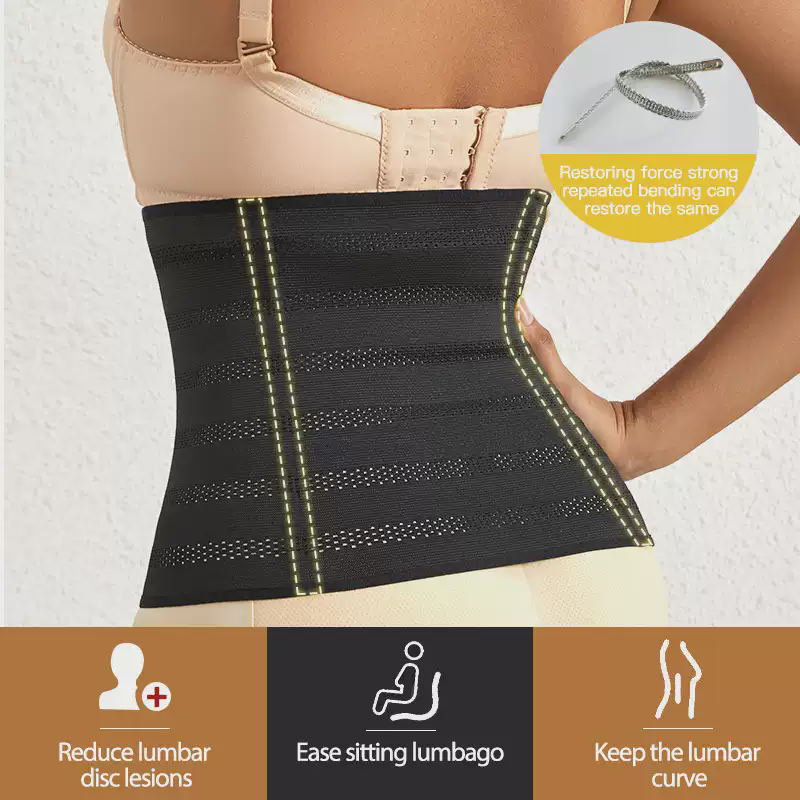 Restoring force strong
repeated bending can
restore the same
Reduce lumbar
disc lesions
Ease sitting lumbago
Keep the lumbar
curve